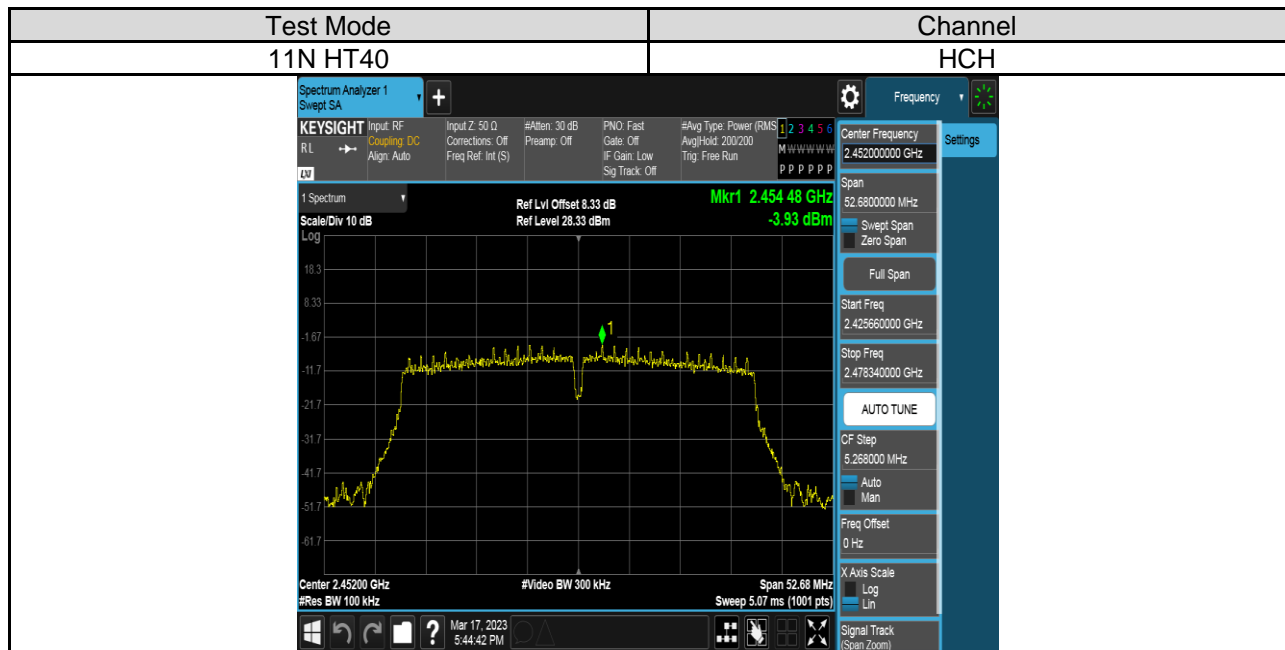 Test Mode Channel
11N HT40 HCH
Spectrum Analyzer 1
Swept SA
Frequency
KEYSIGHT Input: RF Input Z: 50 Ω #Atten: 30 dB PNO: Fast #Avg Type: Power (RMS 1 2 3 4 5 6
RL Coupling: DC Corrections: Off Preamp: Off Gate: Off Avg|Hold: 200/200 M W W W W W
Align: Auto Freq Ref: Int (S) IF Gain: Low Trig: Free Run
LXI Sig Track: Off P P P P P P
1 Spectrum Ref Lvl Offset 8.33 dB Mkr1 2.454 48 GHz
Scale/Div 10 dB Ref Level 28.33 dBm -3.93 dBm
Log
18.3
8.33
1
-1.67
-11.7
-21.7
-31.7
-41.7
-51.7
-61.7
Center 2.45200 GHz #Video BW 300 kHz Span 52.68 MHz
#Res BW 100 kHz Sweep 5.07 ms (1001 pts)
Center Frequency
2.452000000 GHz
Settings
Span
52.6800000 MHz
Swept Span
Zero Span
Full Span
Start Freq
2.425660000 GHz
Stop Freq
2.478340000 GHz
AUTO TUNE
CF Step
5.268000 MHz
Auto
Man
Freq Offset
0 Hz
X Axis Scale
Log
Lin
Signal Track
(Span Zoom)
? Mar 17, 2023
5:44:42 PM